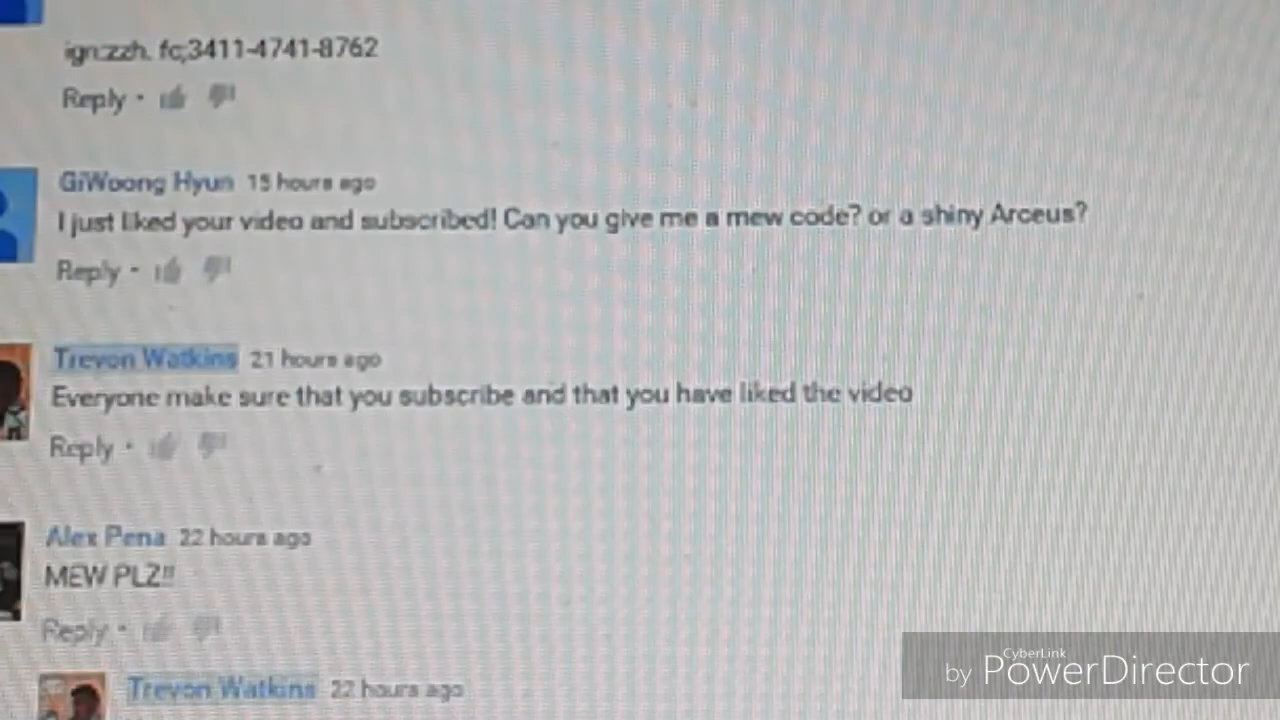 ign:zzh. fc;3411-4741-8762
Reply •
GiWoong Hyun 15 hours ago
I just liked your video and subscribed! Can you give me a mew code? or a shiny Arceus?
Reply •
Trevon Watkins 21 hours ago
Everyone make sure that you subscribe and that you have liked the video
Reply •
Alex Pena 22 hours ago
MEW PLZ!!
Reply •
Trevon Watkins 22 hours ago
CyberLink
by PowerDirector